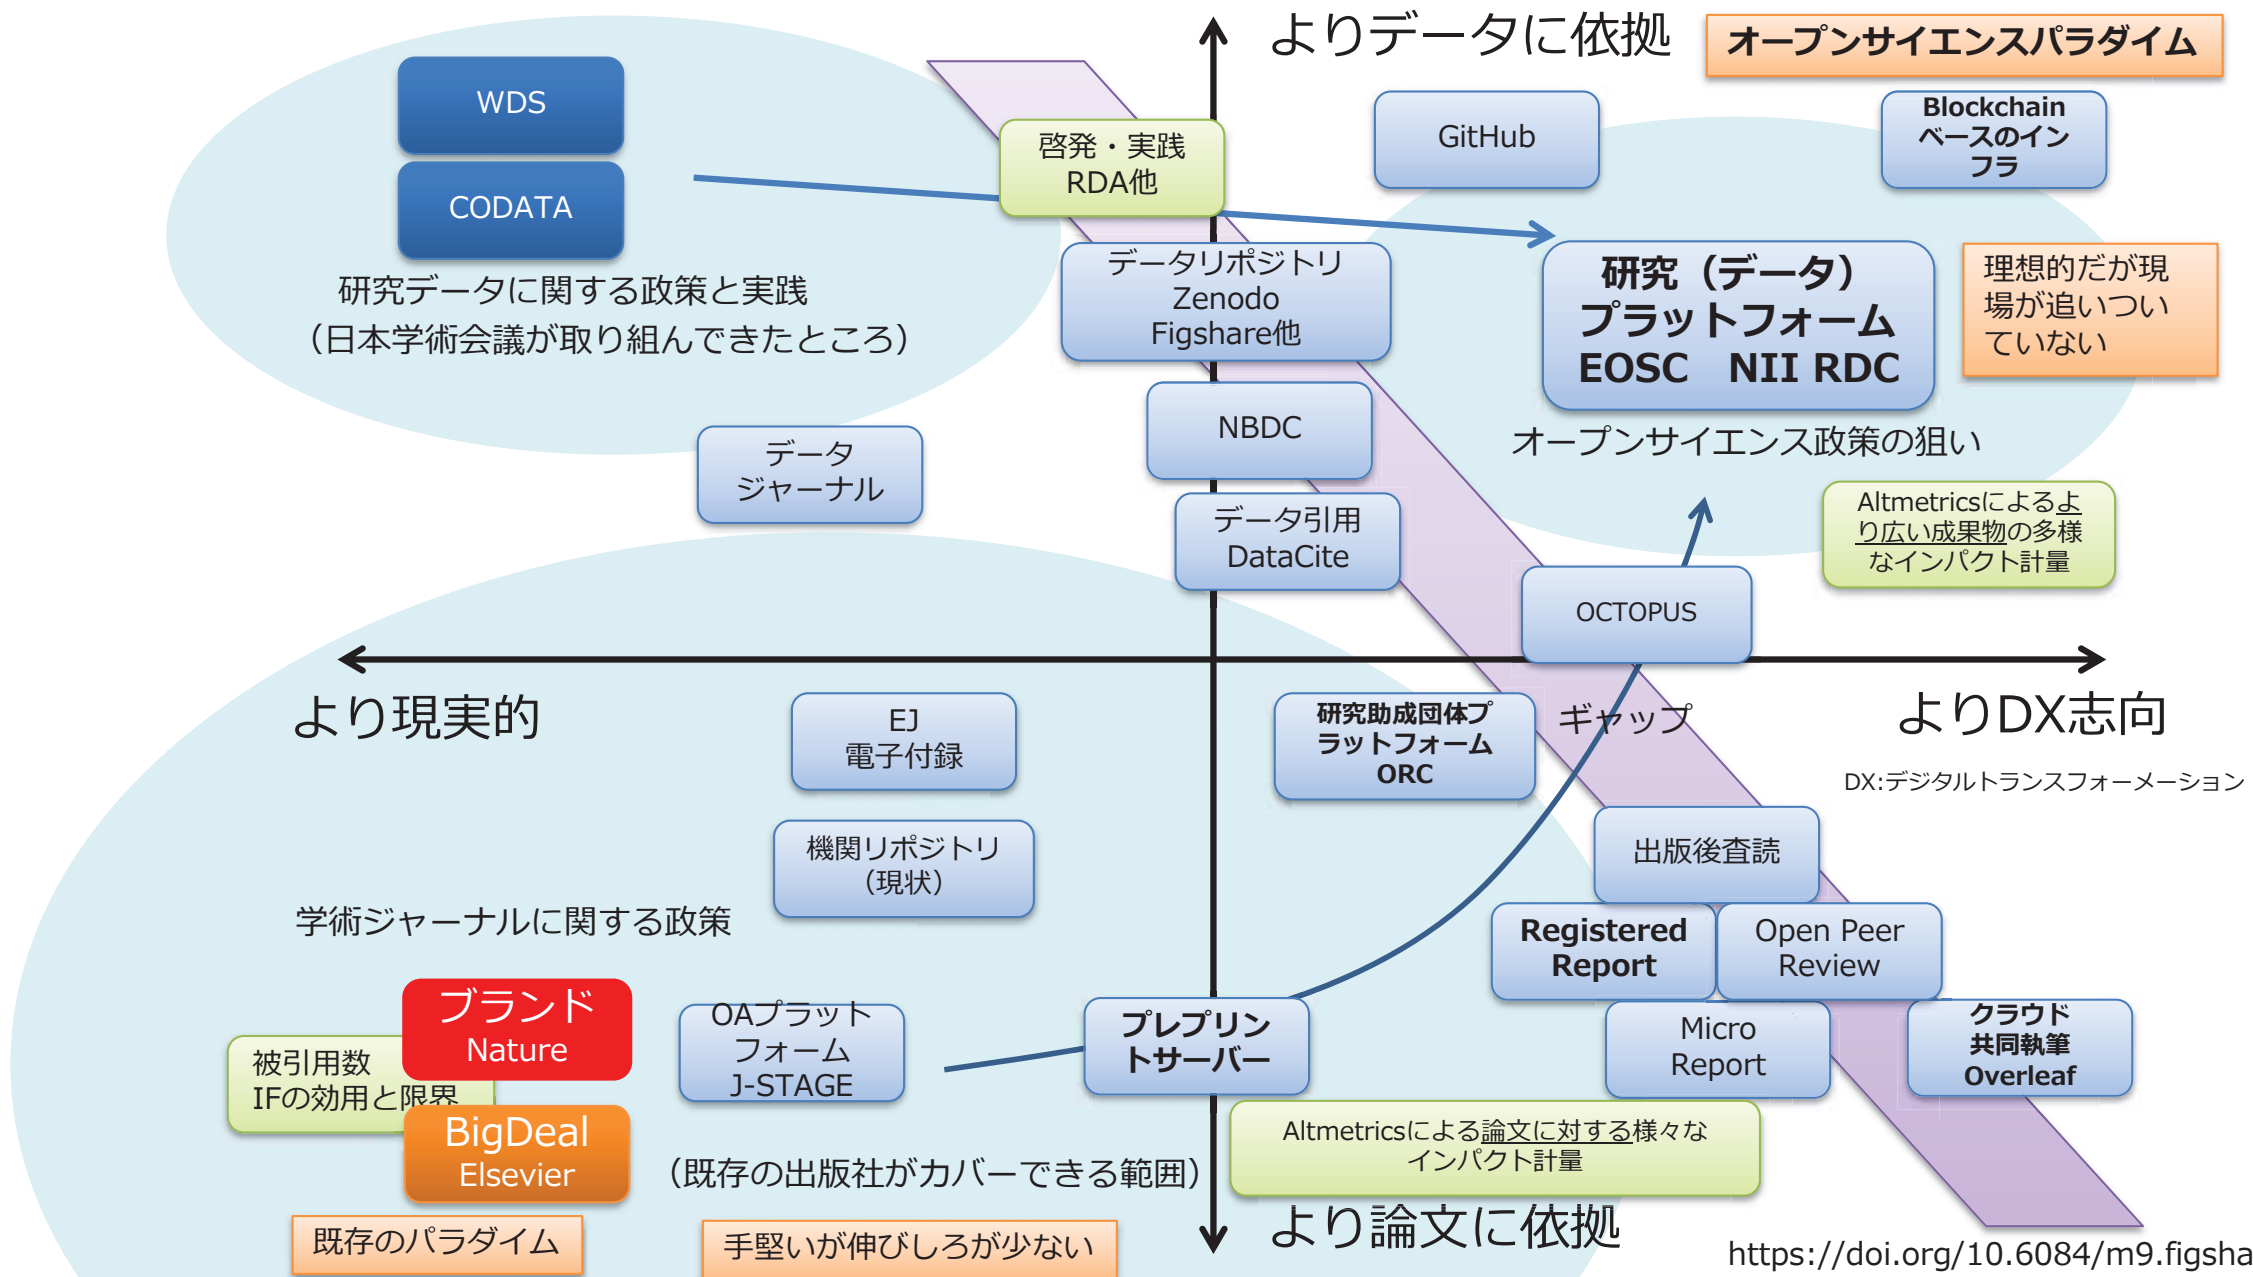 よりデータに依拠
オープンサイエンスパラダイム
WDS
CODATA
研究データに関する政策と実践
（日本学術会議が取り組んできたところ）
啓発・実践
RDA他
GitHub
Blockchain
ベースのイン
フラ
データリポジトリ
Zenodo
Figshare他
研究（データ）
プラットフォーム
EOSC　NII RDC
理想的だが現
場が追いつい
ていない
オープンサイエンス政策の狙い
NBDC
データ
ジャーナル
データ引用
DataCite
Altmetricsによるよ
り広い成果物の多様
なインパクト計量
OCTOPUS
より現実的
よりDX志向
DX:デジタルトランスフォーメーション
EJ
電子付録
研究助成団体プ
ラットフォーム
ORC
ギャップ
機関リポジトリ
（現状）
出版後査読
学術ジャーナルに関する政策
Registered
Report
Open Peer
Review
ブランド
Nature
被引用数
IFの効用と限界
BigDeal
Elsevier
OAプラット
フォーム
J-STAGE
プレプリン
トサーバー
Micro
Report
クラウド
共同執筆
Overleaf
Altmetricsによる論文に対する様々な
インパクト計量
（既存の出版社がカバーできる範囲）
より論文に依拠
既存のパラダイム
手堅いが伸びしろが少ない
https://doi.org/10.6084/m9.figsha